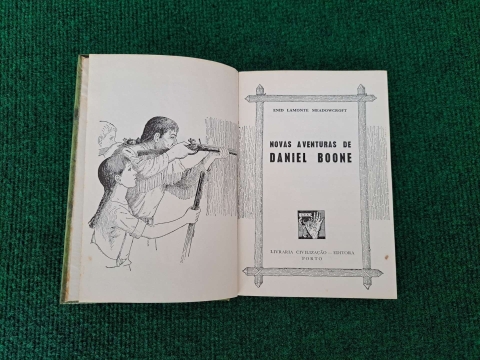 ENID LAMONTE MEADOWCROFT
NOVAS AVENTURAS DE
DANIEL BOONE
LIVRARIA CIVILIZAÇÃO - EDITORA
PORTO